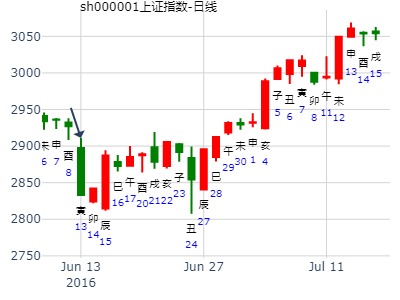 sh000001上证指数-日线
3050
3000
2950
2900
2850
2800
2750
未 6
申 7
酉 8
寅 13
卯 14
辰 15
巳 16
午 17
酉 20
戌 21
亥 22
子 23
丑 24
辰 27
巳 28
午 29
未 30
申 1
亥 4
子 5
丑 6
寅 7
卯 8
午 11
未 12
申 13
酉 14
戌 15
Jun 13
2016
Jun 27
Jul 11